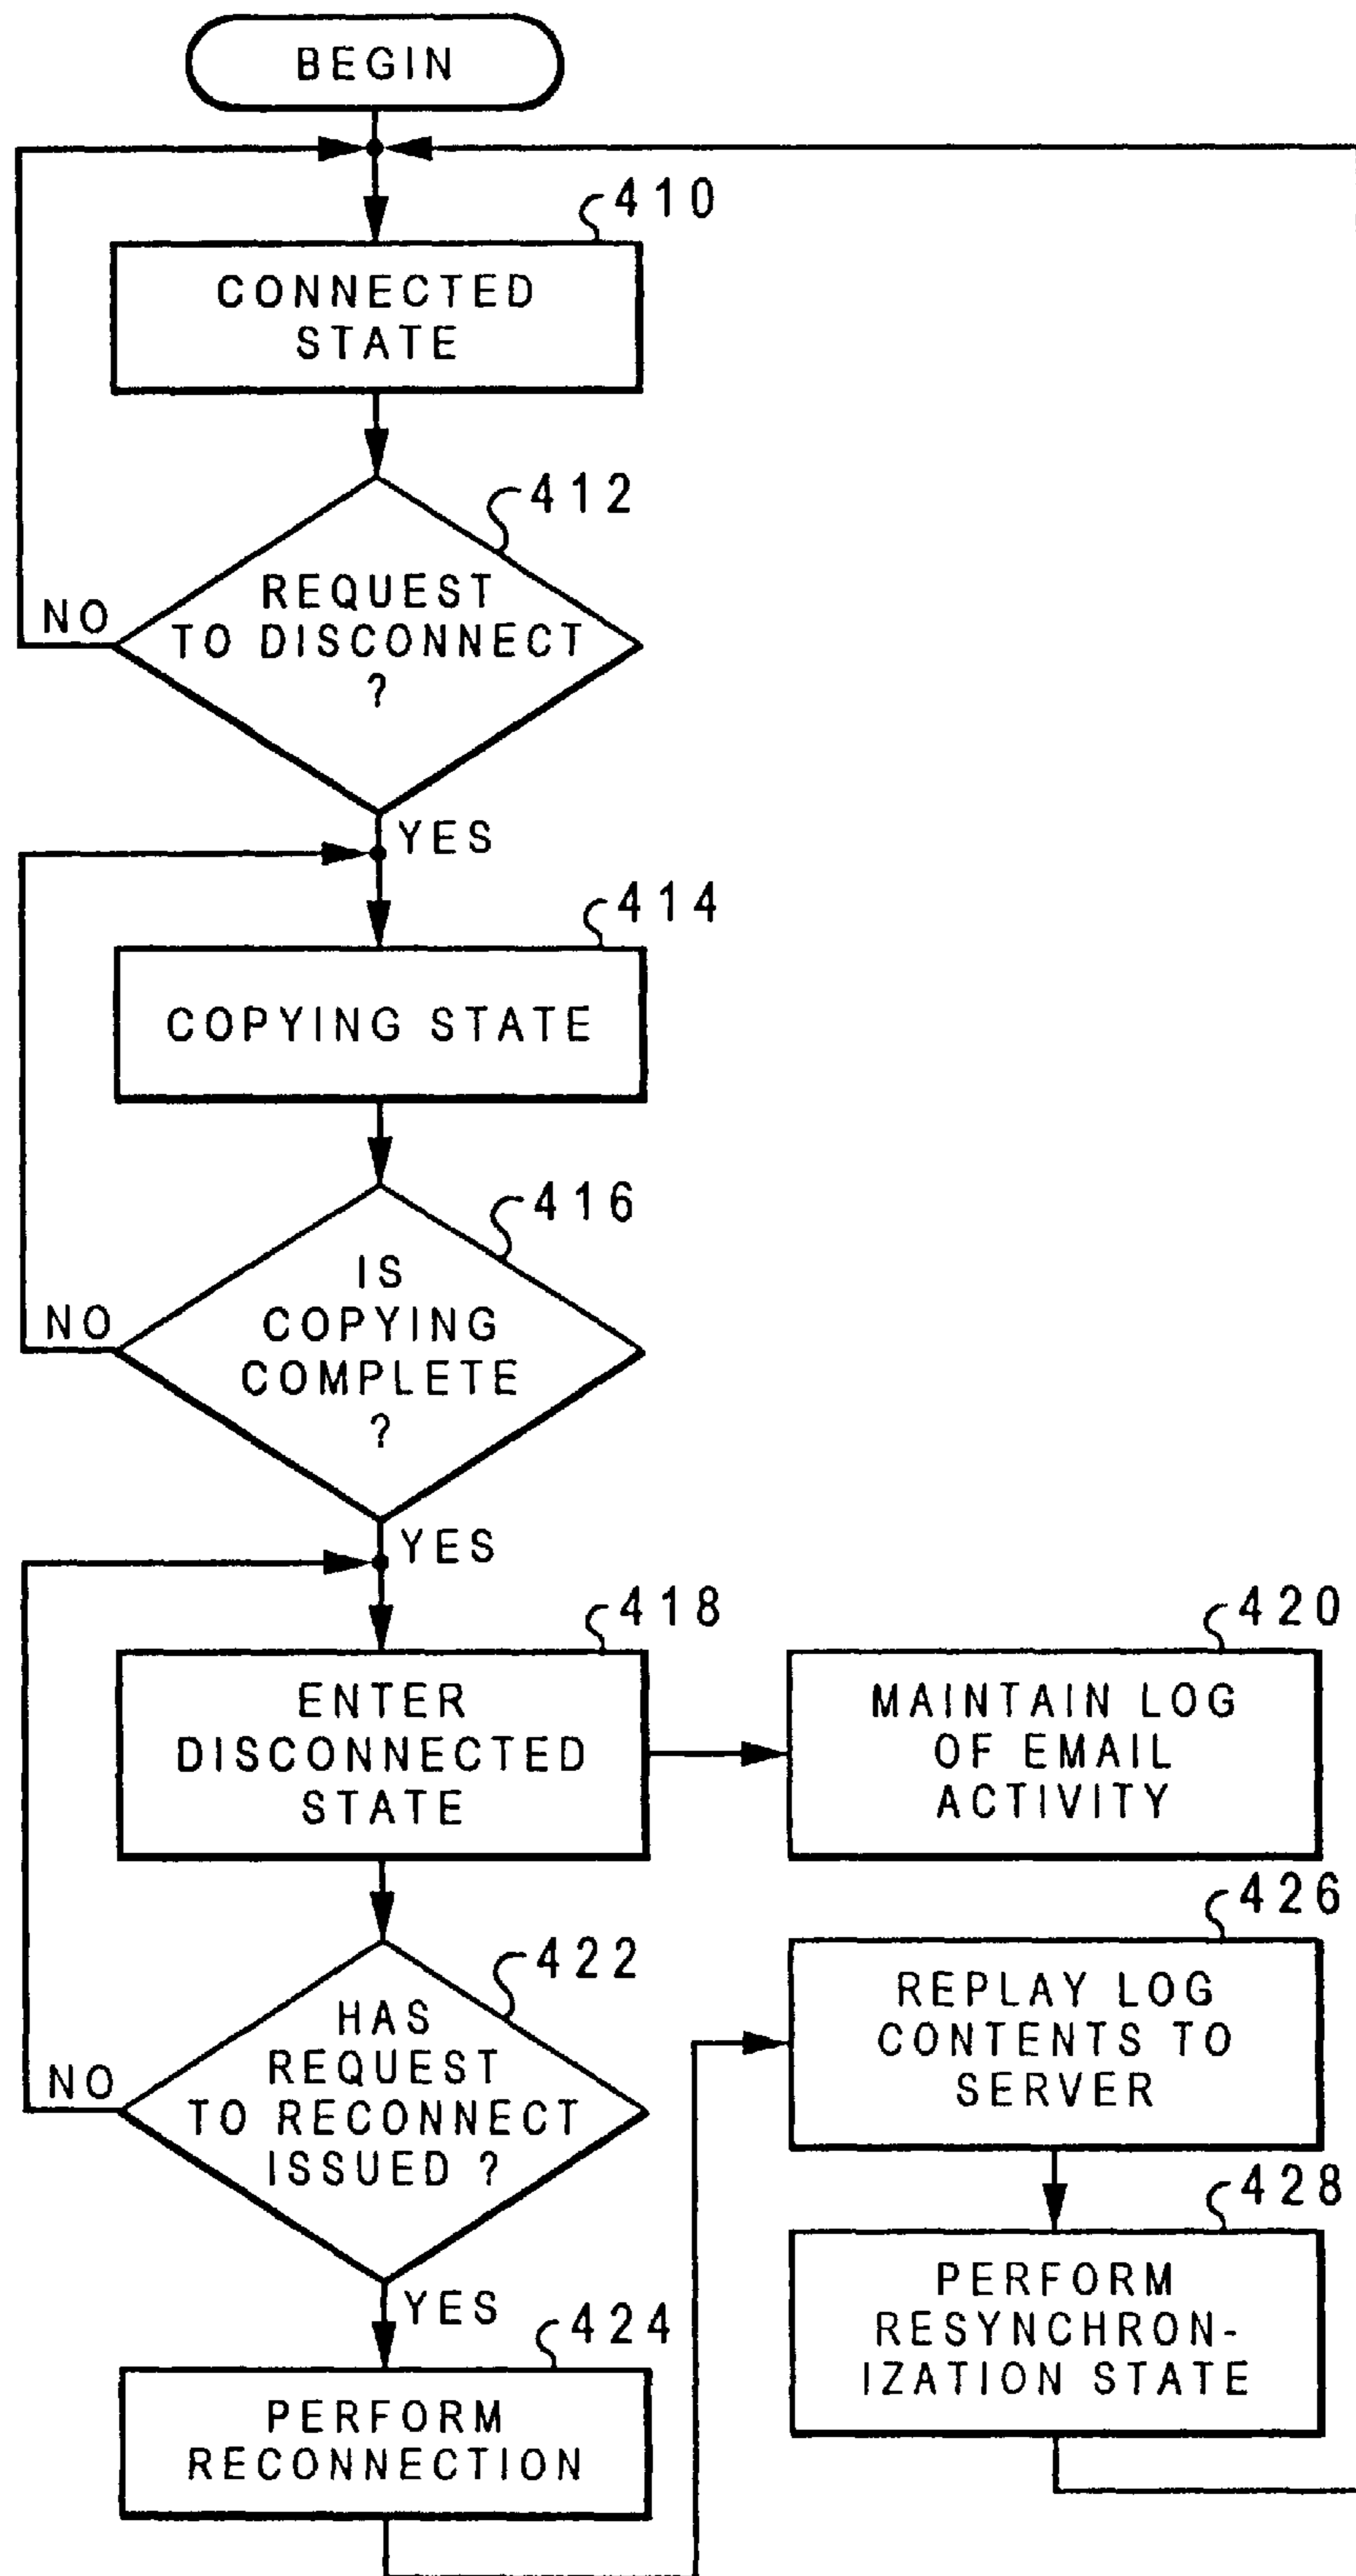 BEGIN
410
CONNECTED
STATE
412
REQUEST
TO DISCONNECT
?
NO
YES
414
COPYING STATE
416
IS
COPYING
COMPLETE
?
NO
YES
418
ENTER
DISCONNECTED
STATE
420
MAINTAIN LOG
OF EMAIL
ACTIVITY
422
HAS
REQUEST
TO RECONNECT
ISSUED ?
NO
YES
424
PERFORM
RECONNECTION
426
REPLAY LOG
CONTENTS TO
SERVER
428
PERFORM
RESYNCHRON-
IZATION STATE